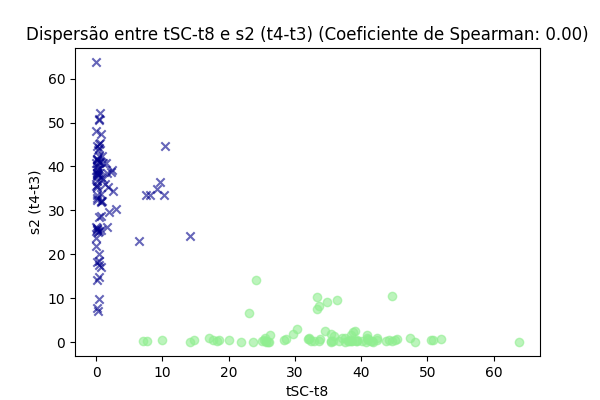 Dispersão entre tSC-t8 e s2 (t4-t3) (Coeficiente de Spearman: 0.00)
60
50
40
30
20
10
0
s2 (t4-t3)
0 10 20 30 40 50 60
tSC-t8